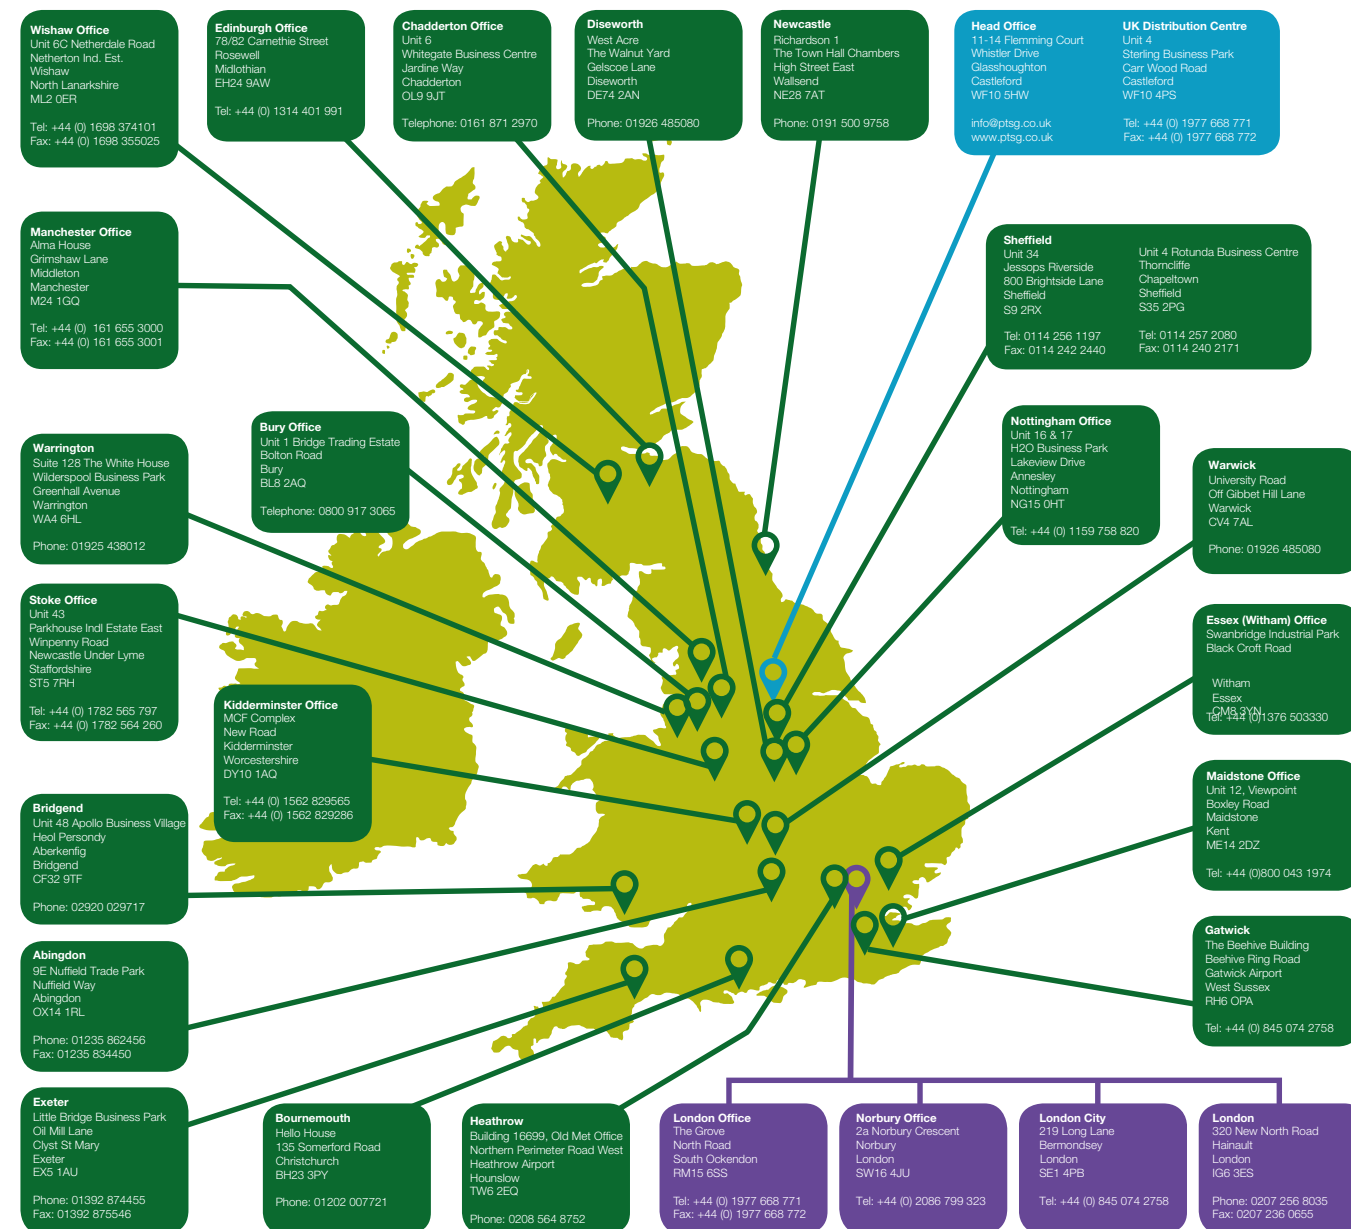 Wishaw Office
Unit 6C Netherdale Road
Netherton Ind. Est.
Wishaw
North Lanarkshire
ML2 0ER
Tel: +44 (0) 1698 374101
Fax: +44 (0) 1698 355025
Edinburgh Office
78/82 Carnethie Street
Rosewell
Midlothian
EH24 9AW
Tel: +44 (0) 1314 401 991
Chadderton Office
Unit 6
Whitegate Business Centre
Jardine Way
Chadderton
OL9 9JT
Telephone: 0161 871 2970
Diseworth
West Acre
The Walnut Yard
Gelscoe Lane
Diseworth
DE74 2AN
Phone: 01926 485080
Newcastle
Richardson 1
The Town Hall Chambers
High Street East
Wallsend
NE28 7AT
Phone: 0191 500 9758
Head Office
11-14 Flemming Court
Whistler Drive
Glasshoughton
Castleford
WF10 5HW
info@ptsg.co.uk
www.ptsg.co.uk
UK Distribution Centre
Unit 4
Sterling Business Park
Carr Wood Road
Castleford
WF10 4PS
Tel: +44 (0) 1977 668 771
Fax: +44 (0) 1977 668 772
Manchester Office
Alma House
Grimshaw Lane
Middleton
Manchester
M24 1GQ
Tel: +44 (0)  161 655 3000
Fax: +44 (0) 161 655 3001
Sheffield
Unit 34
Jessops Riverside
800 Brightside Lane
Sheffield
S9 2RX
Tel: 0114 256 1197
Fax: 0114 242 2440
Unit 4 Rotunda Business Centre
Thorncliffe
Chapeltown
Sheffield
S35 2PG
Tel: 0114 257 2080
Fax: 0114 240 2171
Bury Office
Unit 1 Bridge Trading Estate
Bolton Road
Bury
BL8 2AQ
Telephone: 0800 917 3065
Nottingham Office
Unit 16 & 17
H2O Business Park
Lakeview Drive
Annesley
Nottingham
NG15 0HT
Tel: +44 (0) 1159 758 820
Warrington
Suite 128 The White House
Wilderspool Business Park
Greenhall Avenue
Warrington
WA4 6HL
Phone: 01925 438012
Warwick
University Road
Off Gibbet Hill Lane
Warwick
CV4 7AL
Phone: 01926 485080
Stoke Office
Unit 43
Parkhouse Indl Estate East
Winpenny Road
Newcastle Under Lyme
Staffordshire
ST5 7RH
Tel: +44 (0) 1782 565 797
Fax: +44 (0) 1782 564 260
Essex (Witham) Office
Swanbridge Industrial Park
Black Croft Road
Witham
Essex
CM8 3YN
Tel: +44 (0)1376 503330
Kidderminster Office
MCF Complex
New Road
Kidderminster
Worcestershire
DY10 1AQ
Tel: +44 (0) 1562 829565
Fax: +44 (0) 1562 829286
Maidstone Office
Unit 12, Viewpoint
Boxley Road
Maidstone
Kent
ME14 2DZ
Tel: +44 (0)800 043 1974
Bridgend
Unit 48 Apollo Business Village
Heol Persondy
Aberkenfig
Bridgend
CF32 9TF
Phone: 02920 029717
Gatwick
The Beehive Building
Beehive Ring Road
Gatwick Airport
West Sussex
RH6 OPA
Tel: +44 (0) 845 074 2758
Abingdon
9E Nuffield Trade Park
Nuffield Way
Abingdon
OX14 1RL
Phone: 01235 862456
Fax: 01235 834450
Exeter
Little Bridge Business Park
Oil Mill Lane
Clyst St Mary
Exeter
EX5 1AU
Phone: 01392 874455
Fax: 01392 875546
Bournemouth
Hello House
135 Somerford Road
Christchurch
BH23 3PY
Phone: 01202 007721
Heathrow
Building 16699, Old Met Office
Northern Perimeter Road West
Heathrow Airport
Hounslow
TW6 2EQ
Phone: 0208 564 8752
London Office
The Grove
North Road
South Ockendon
RM15 6SS
Tel: +44 (0) 1977 668 771
Fax: +44 (0) 1977 668 772
Norbury Office
2a Norbury Crescent
Norbury
London
SW16 4JU
Tel: +44 (0) 2086 799 323
London City
219 Long Lane
Bermondsey
London
SE1 4PB
Tel: +44 (0) 845 074 2758
London
320 New North Road
Hainault
London
IG6 3ES
Phone: 0207 256 8035
Fax: 0207 236 0655